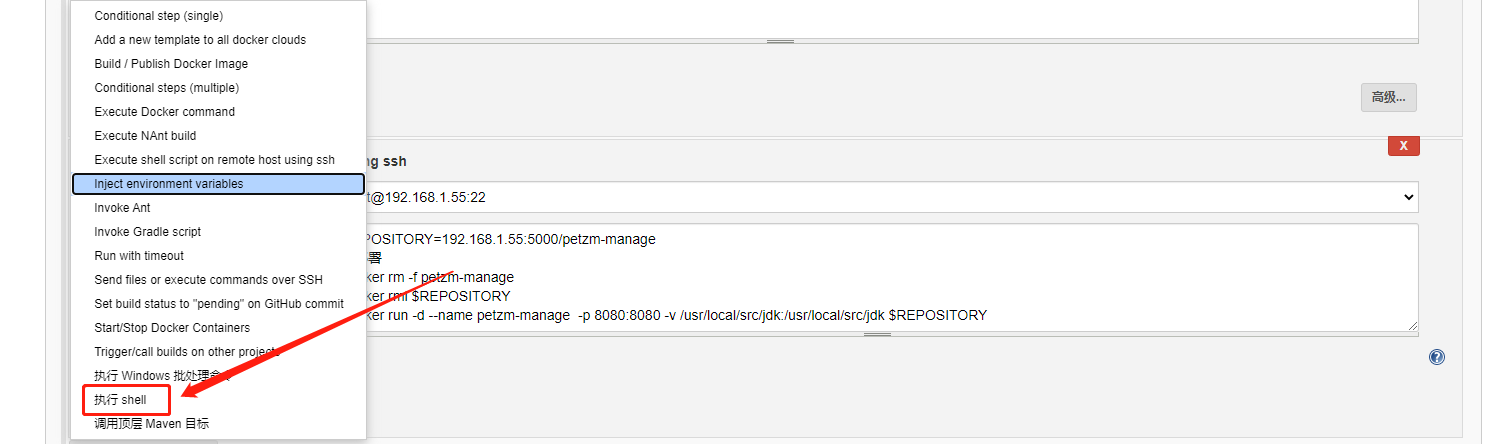 Conditional step (single)
Add a new template to all docker clouds
Build / Publish Docker Image
Conditional steps (multiple)
Execute Docker command
Execute NAnt build
Execute shell script on remote host using ssh
Inject environment variables
Invoke Ant
Invoke Gradle script
Run with timeout
Send files or execute commands over SSH
Set build status to "pending" on GitHub commit
Start/Stop Docker Containers
Trigger/call builds on other projects
执行 Windows 批处理命令
执行 shell
调用顶层 Maven 目标
高级...
X
ng ssh
t@192.168.1.55:22
POSITORY=192.168.1.55:5000/petzm-manage
署
ker rm -f petzm-manage
ker rmi $REPOSITORY
ker run -d --name petzm-manage  -p 8080:8080 -v /usr/local/src/jdk:/usr/local/src/jdk $REPOSITORY
?